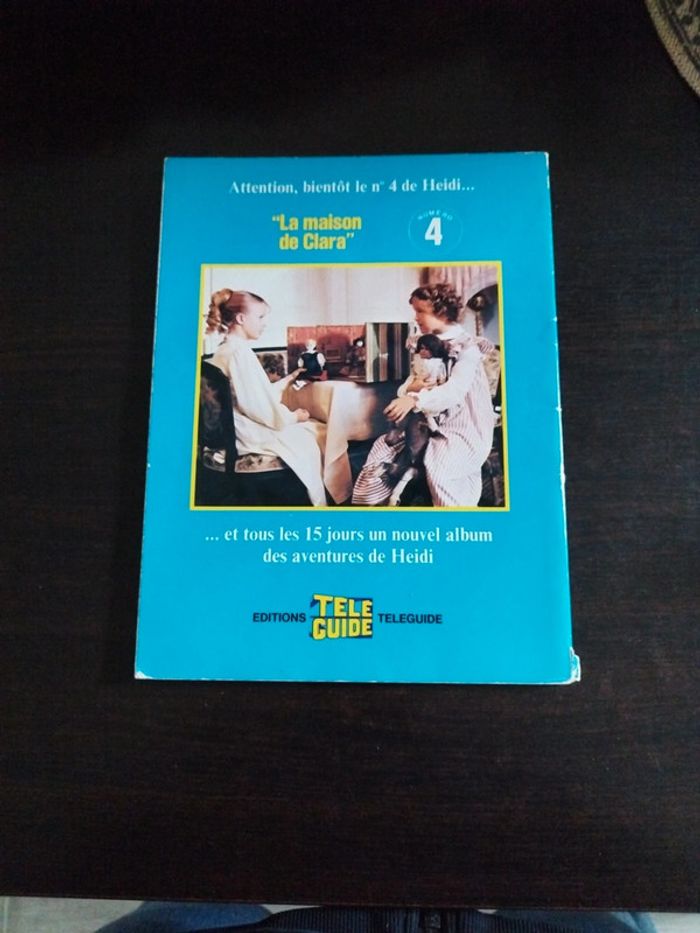 Attention, bientôt le n° 4 de Heidi...
"La maison
de Clara"
NUMÉRO
4
... et tous les 15 jours un nouvel album
des aventures de Heidi
EDITIONS TELE GUIDE TELEGUIDE